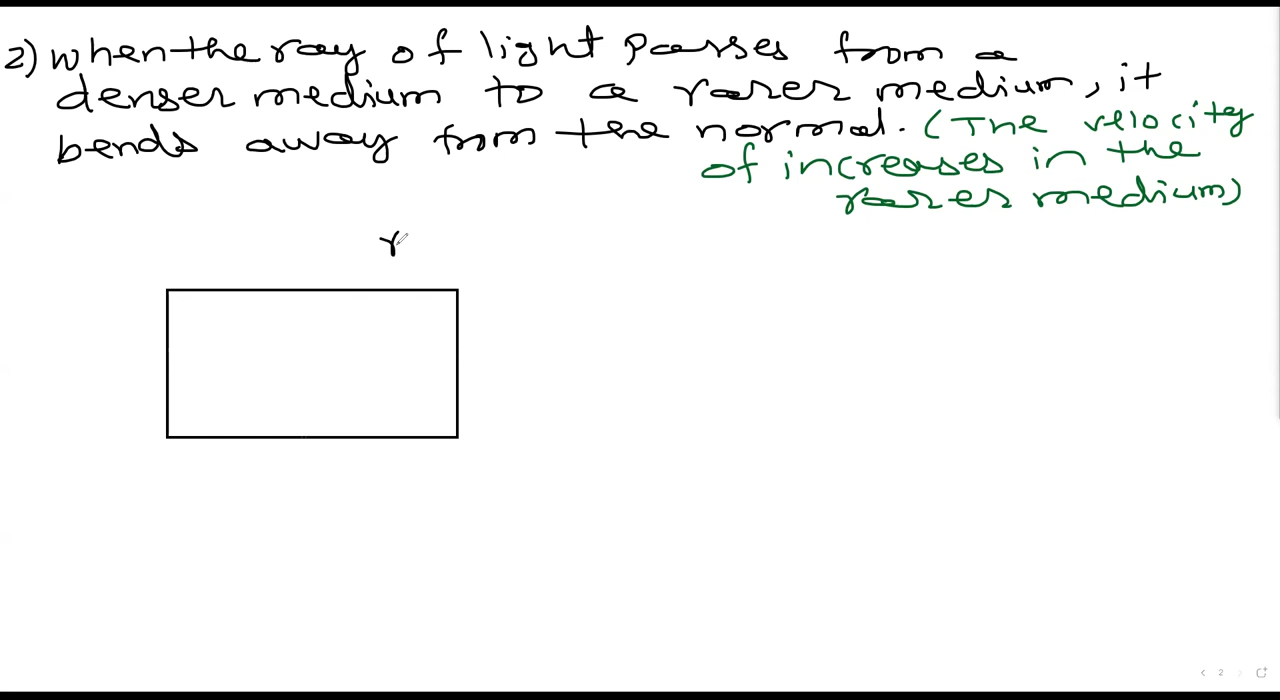 2) when the ray of light passes from a
denser medium to a rarer medium, it
bends away from the normal. (The velocity
of increases in the
rarer medium)
r
2